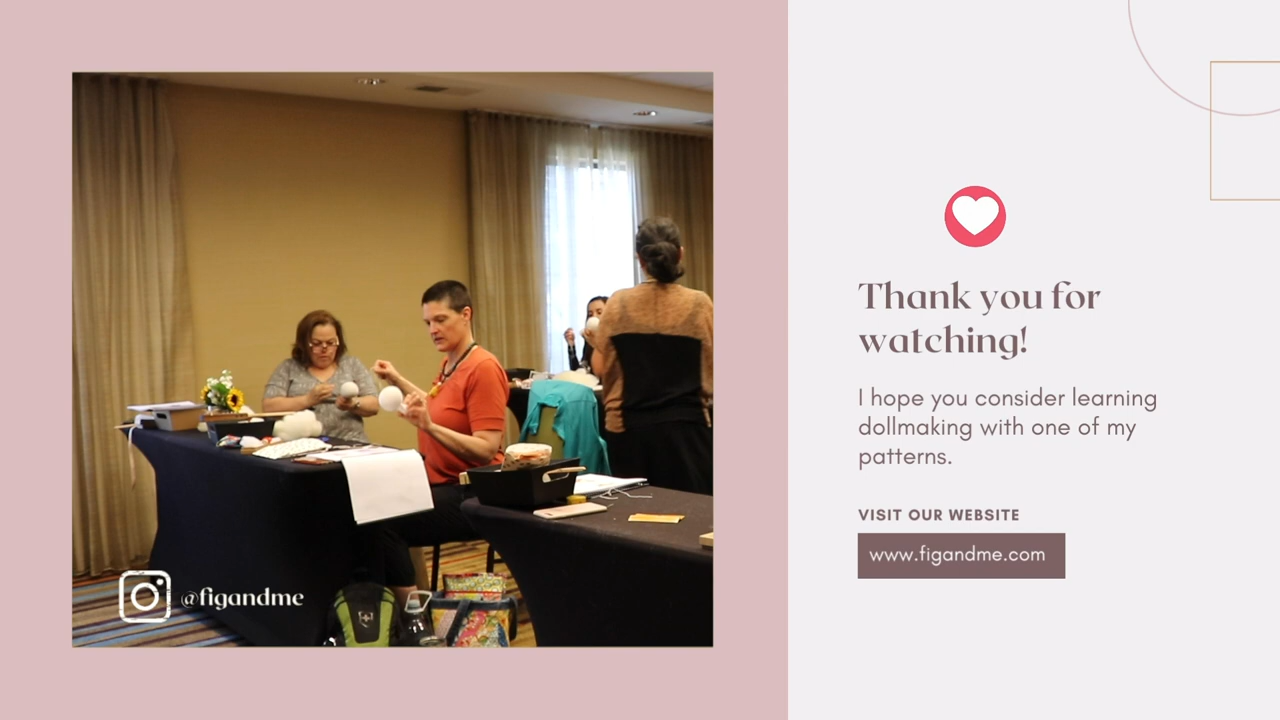 @figandme
Thank you for
watching!
I hope you consider learning
dollmaking with one of my
patterns.
VISIT OUR WEBSITE
www.figandme.com